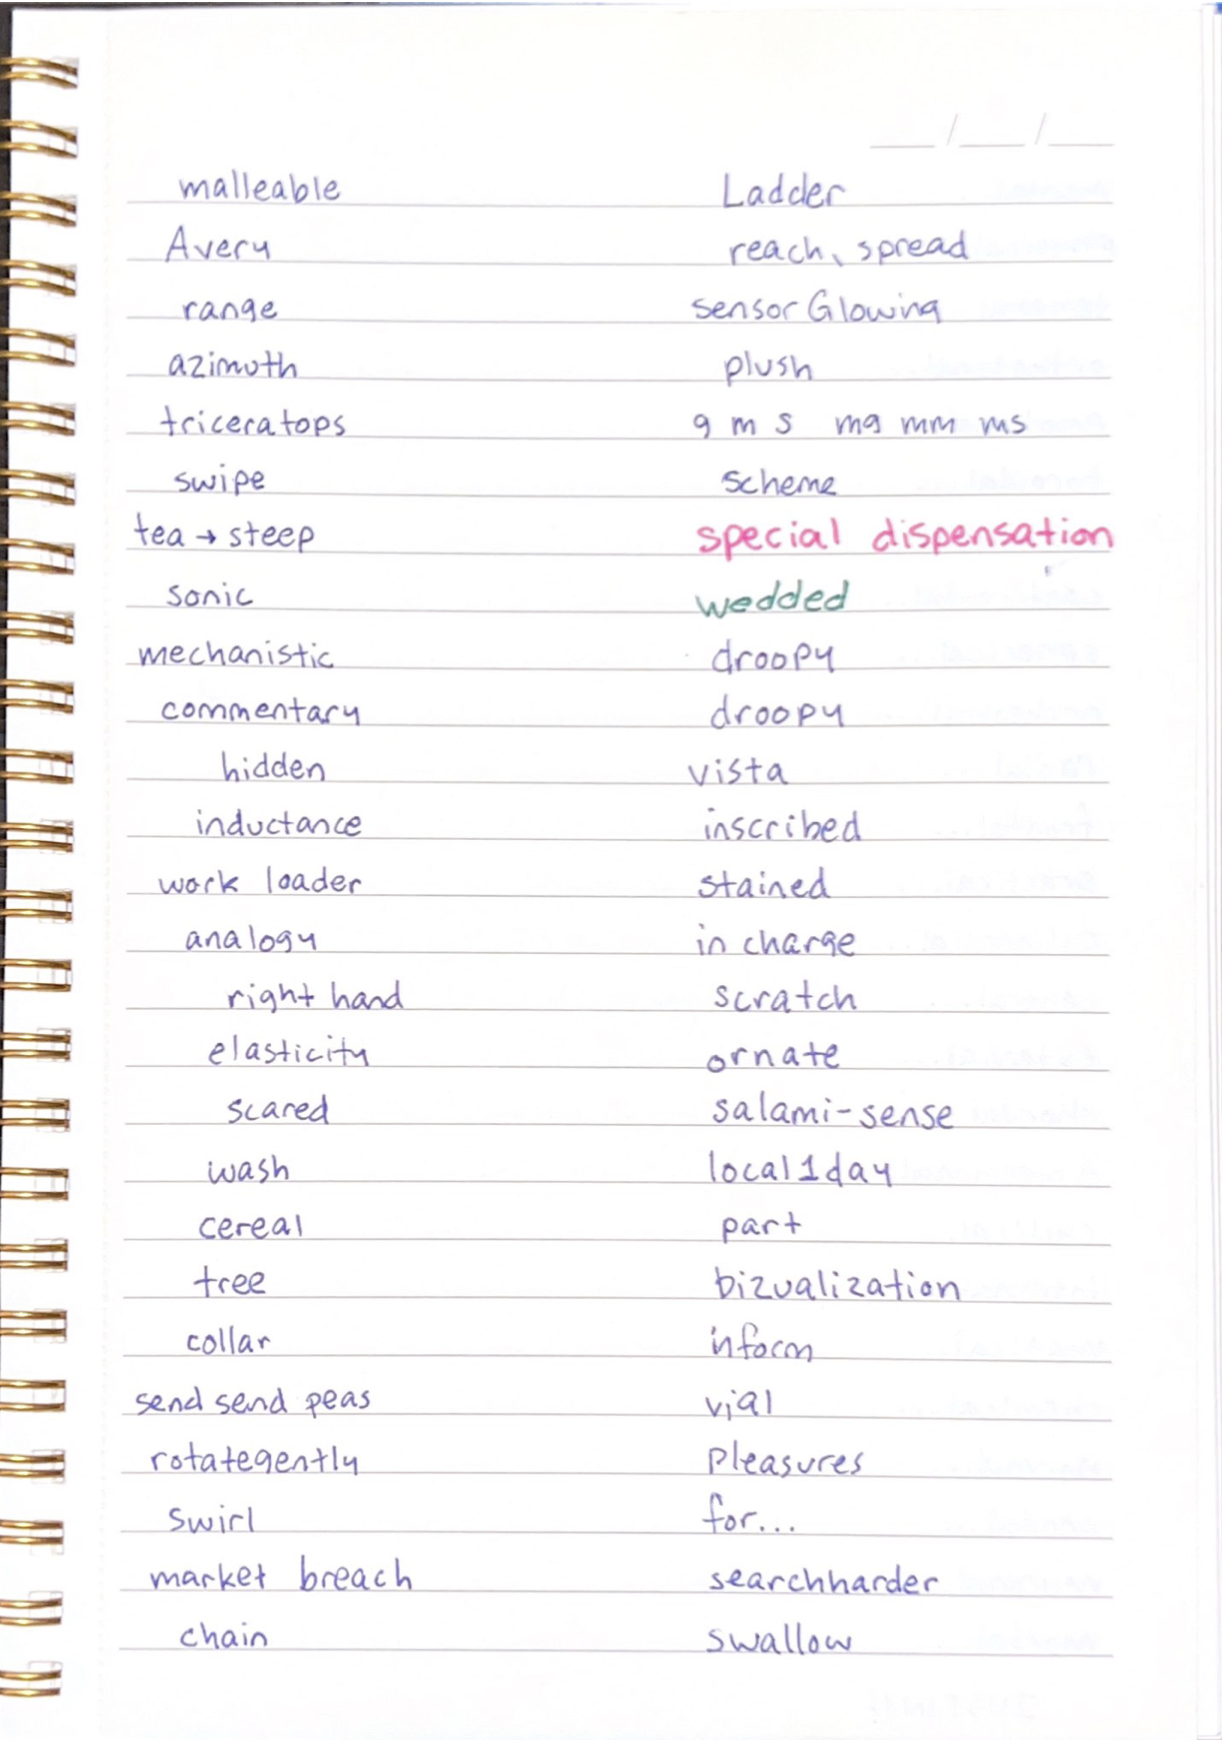 malleable
Avery
range
azimuth
triceratops
swipe
tea → steep
sonic
mechanistic
commentary
hidden
inductance
work loader
analogy
right hand
elasticity
scared
wash
cereal
tree
collar
send send peas
rotategently
swirl
market breach
chain
Ladder
reach, spread
sensor Glowing
plush
g m s mg mm ms
scheme
special dispensation
wedded
droopy
droopy
vista
inscribed
stained
in charge
scratch
ornate
salami-sense
local1day
part
bizualization
inform
vial
Pleasures
for...
searchharder
swallow